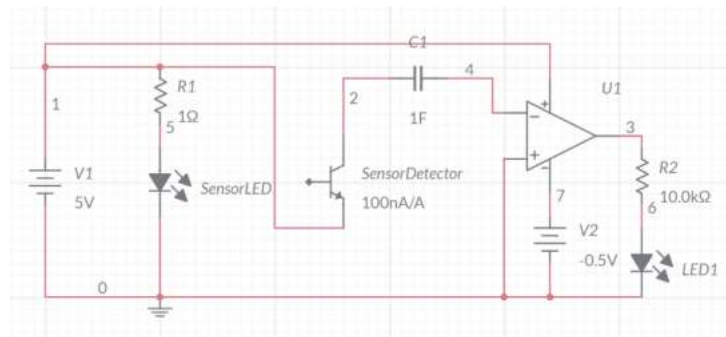 C1
R1
U1
1
2
4
1Ω
5
1F
3
V1
SensorLED
SensorDetector
R2
5V
100nA/A
7
10.0kΩ
6
V2
-0.5V
LED1
0